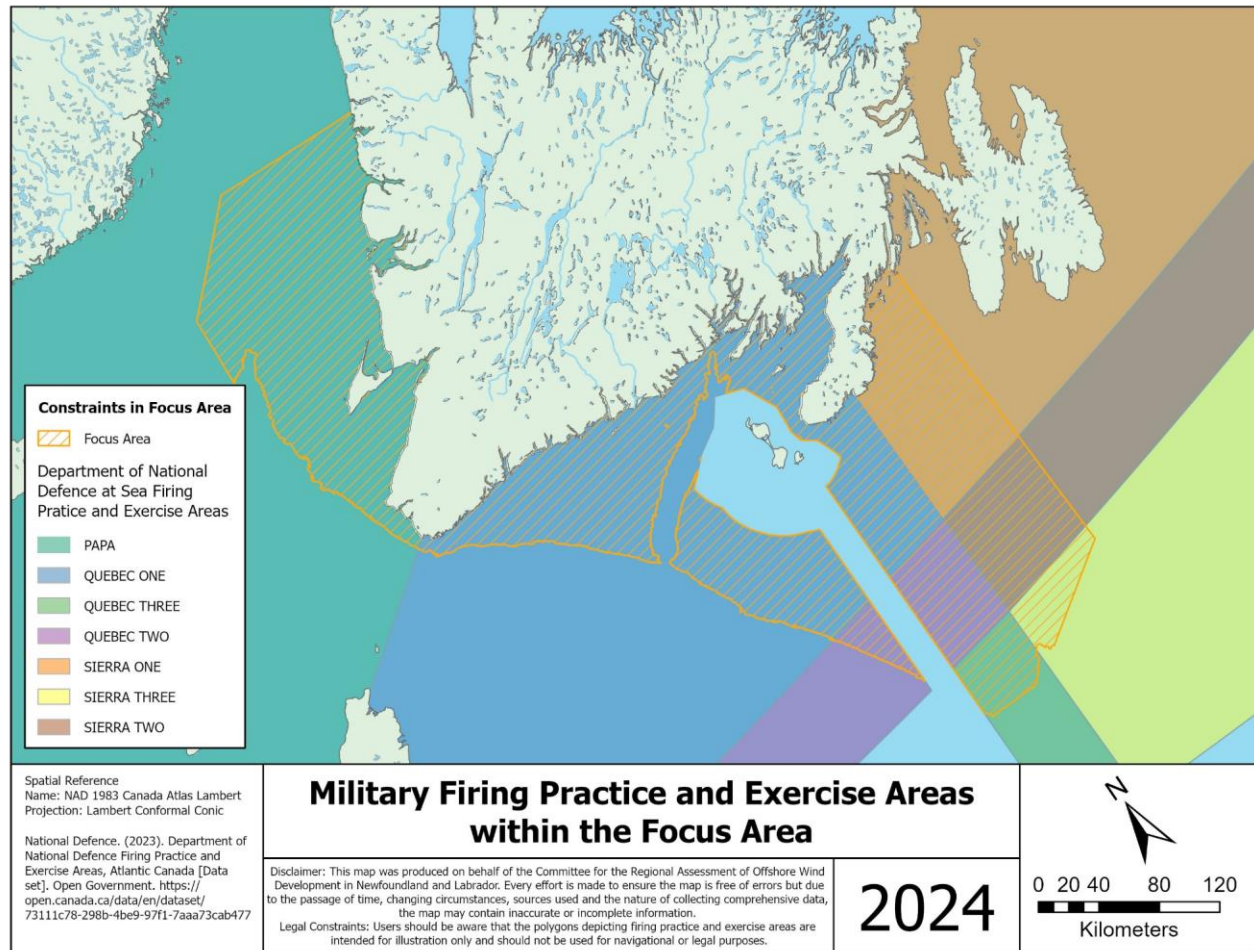 Constraints in Focus Area
Focus Area
Department of National
Defence at Sea Firing
Pratice and Exercise Areas
PAPA
QUEBEC ONE
QUEBEC THREE
QUEBEC TWO
SIERRA ONE
SIERRA THREE
SIERRA TWO
Spatial Reference
Name: NAD 1983 Canada Atlas Lambert
Projection: Lambert Conformal Conic
National Defence. (2023). Department of
National Defence Firing Practice and
Exercise Areas, Atlantic Canada [Data
set]. Open Government. https://
open.canada.ca/data/en/dataset/
73111c78-298b-4be9-97f1-7aaa73cab477
Military Firing Practice and Exercise Areas
within the Focus Area
Disclaimer: This map was produced on behalf of the Committee for the Regional Assessment of Offshore Wind
Development in Newfoundland and Labrador. Every effort is made to ensure the map is free of errors but due
to the passage of time, changing circumstances, sources used and the nature of collecting comprehensive data,
the map may contain inaccurate or incomplete information.
Legal Constraints: Users should be aware that the polygons depicting firing practice and exercise areas are
intended for illustration only and should not be used for navigational or legal purposes.
2024
N
0 20 40 80 120
Kilometers